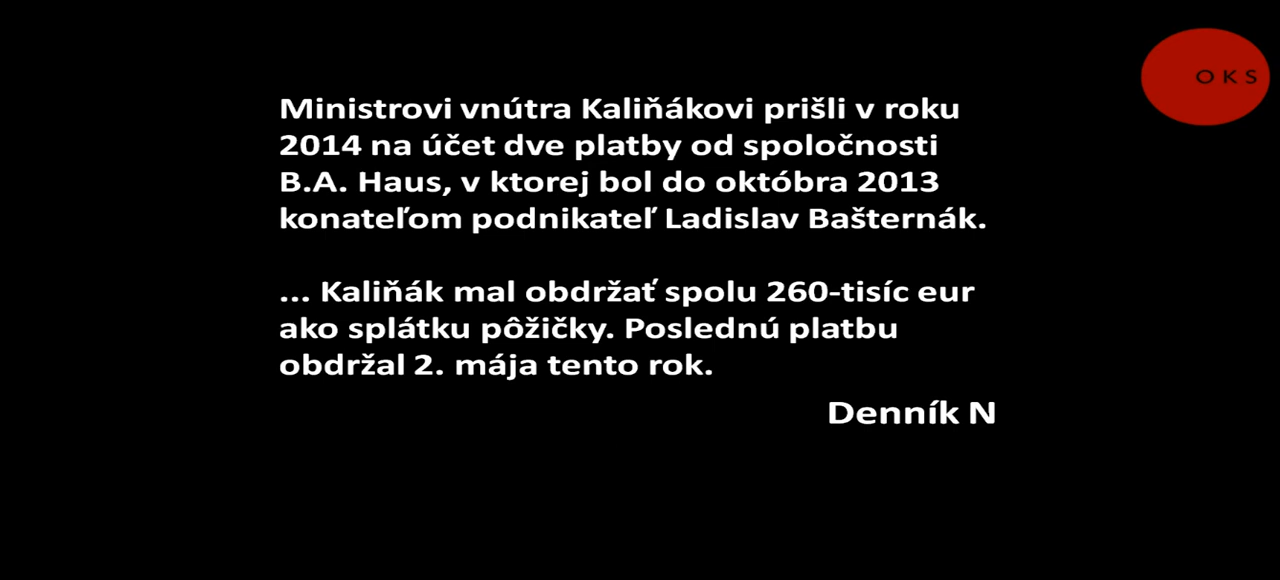 O K S
Ministrovi vnútra Kaliňákovi prišli v roku
2014 na účet dve platby od spoločnosti
B.A. Haus, v ktorej bol do októbra 2013
konateľom podnikateľ Ladislav Bašternák.
... Kaliňák mal obdržať spolu 260-tisíc eur
ako splátku pôžičky. Poslednú platbu
obdržal 2. mája tento rok.
Denník N